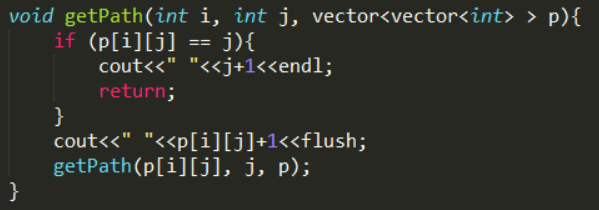 void getPath(int i, int j, vector<vector<int> > p){
    if (p[i][j] == j){
        cout<<" "<<j+1<<endl;
        return;
    }
    cout<<" "<<p[i][j]+1<<flush;
    getPath(p[i][j], j, p);
}